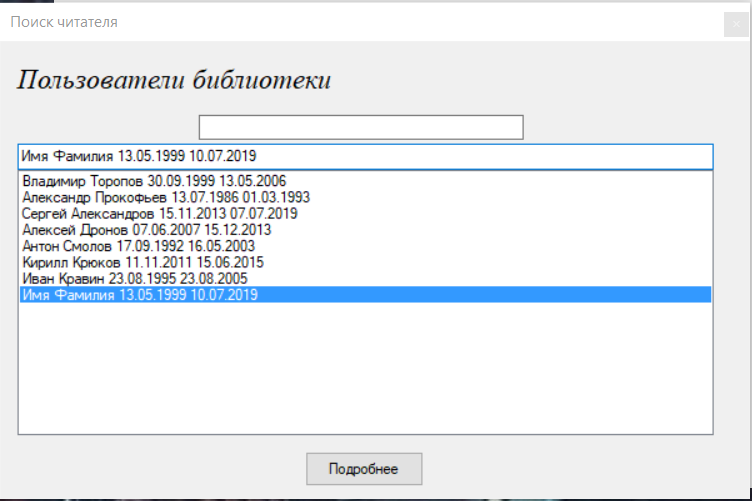 Поиск читателя
Пользователи библиотеки
Имя Фамилия 13.05.1999 10.07.2019
Владимир Торопов 30.09.1999 13.05.2006
Александр Прокофьев 13.07.1986 01.03.1993
Сергей Александров 15.11.2013 07.07.2019
Алексей Дронов 07.06.2007 15.12.2013
Антон Смолов 17.09.1992 16.05.2003
Кирилл Крюков 11.11.2011 15.06.2015
Иван Кравин 23.08.1995 23.08.2005
Имя Фамилия 13.05.1999 10.07.2019
Подробнее